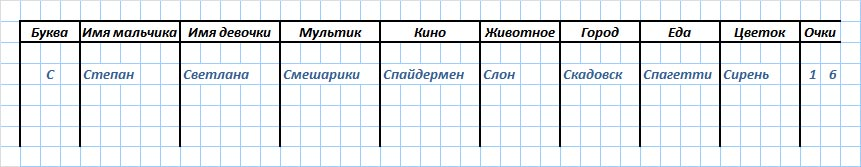 Буква Имя мальчика Имя девочки Мультик Кино Животное Город Еда Цветок Очки
С Степан Светлана Смешарики Спайдермен Слон Скадовск Спагетти Сирень 1 6